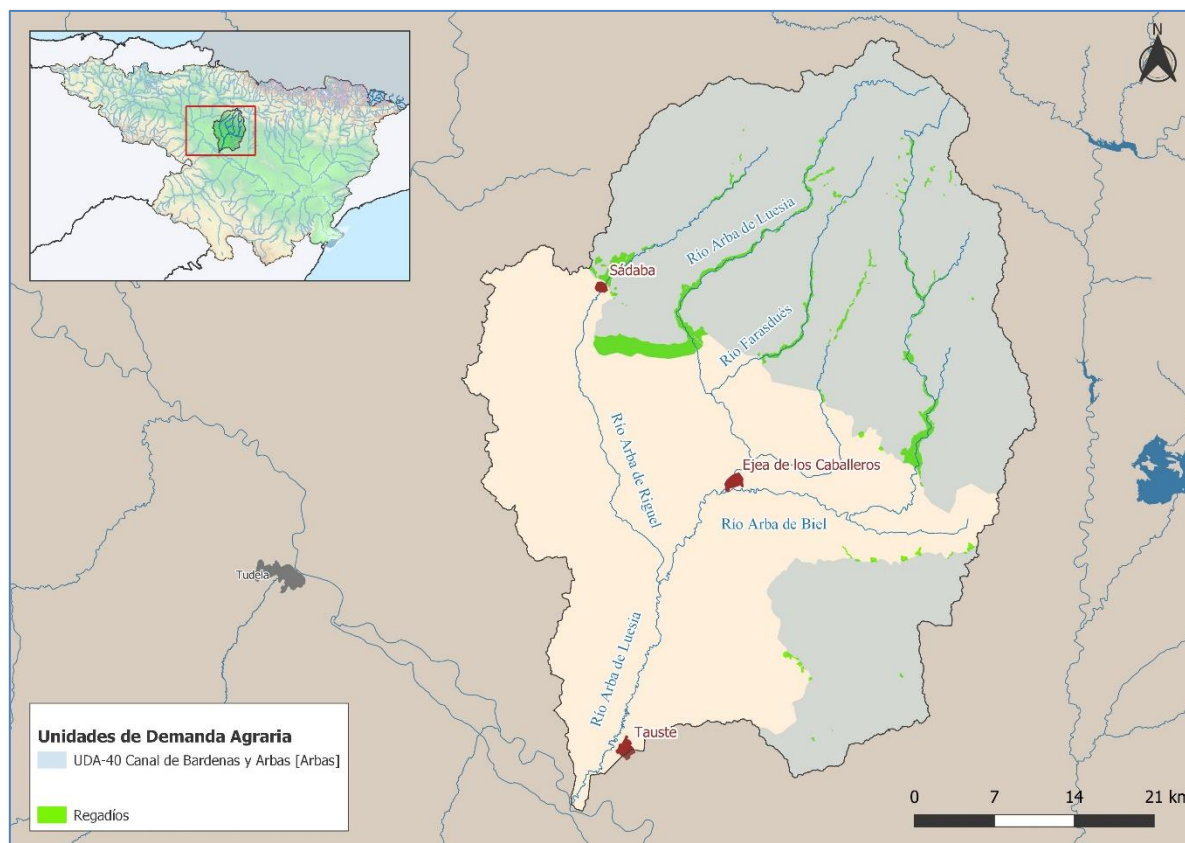 N
Río Arba de Luesia
Sádaba
Río Farasdués
Río Arba de Riguel
Ejea de los Caballeros
Río Arba de Biel
Tudela
Río Arba de Luesia
Tauste
Unidades de Demanda Agraria
UDA-40 Canal de Bardenas y Arbas [Arbas]
Regadíos
0 7 14 21 km